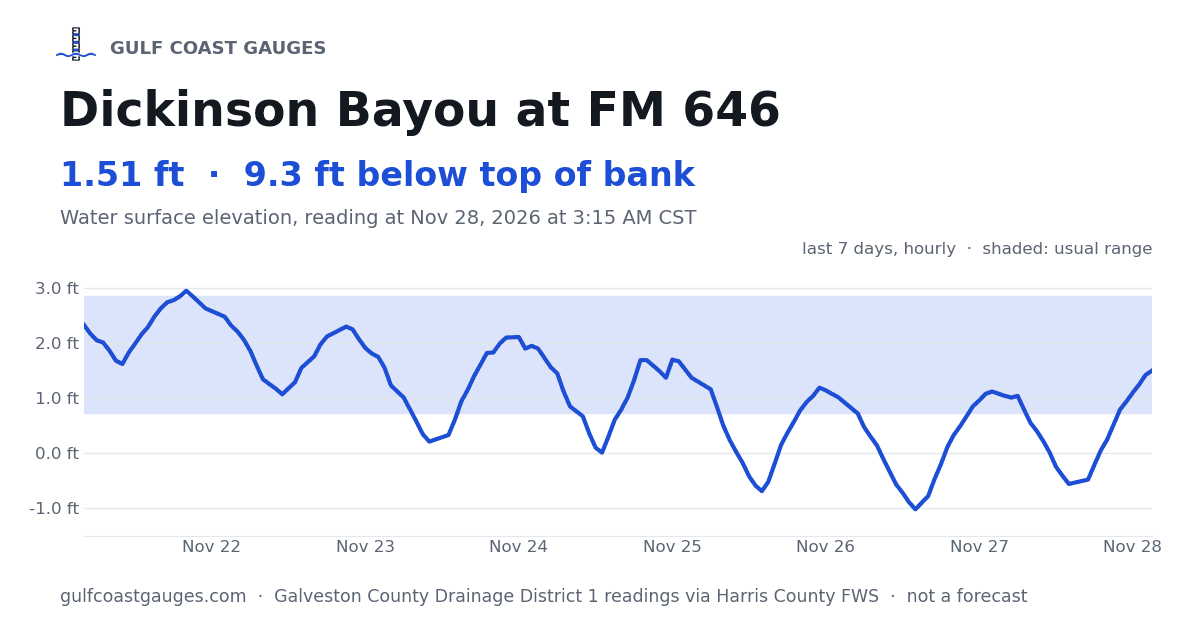 GULF COAST GAUGES
Dickinson Bayou at FM 646
1.51 ft · 9.3 ft below top of bank
Water surface elevation, reading at Nov 28, 2026 at 3:15 AM CST
last 7 days, hourly · shaded: usual range
3.0 ft
2.0 ft
1.0 ft
0.0 ft
-1.0 ft
Nov 22 Nov 23 Nov 24 Nov 25 Nov 26 Nov 27 Nov 28
gulfcoastgauges.com · Galveston County Drainage District 1 readings via Harris County FWS · not a forecast